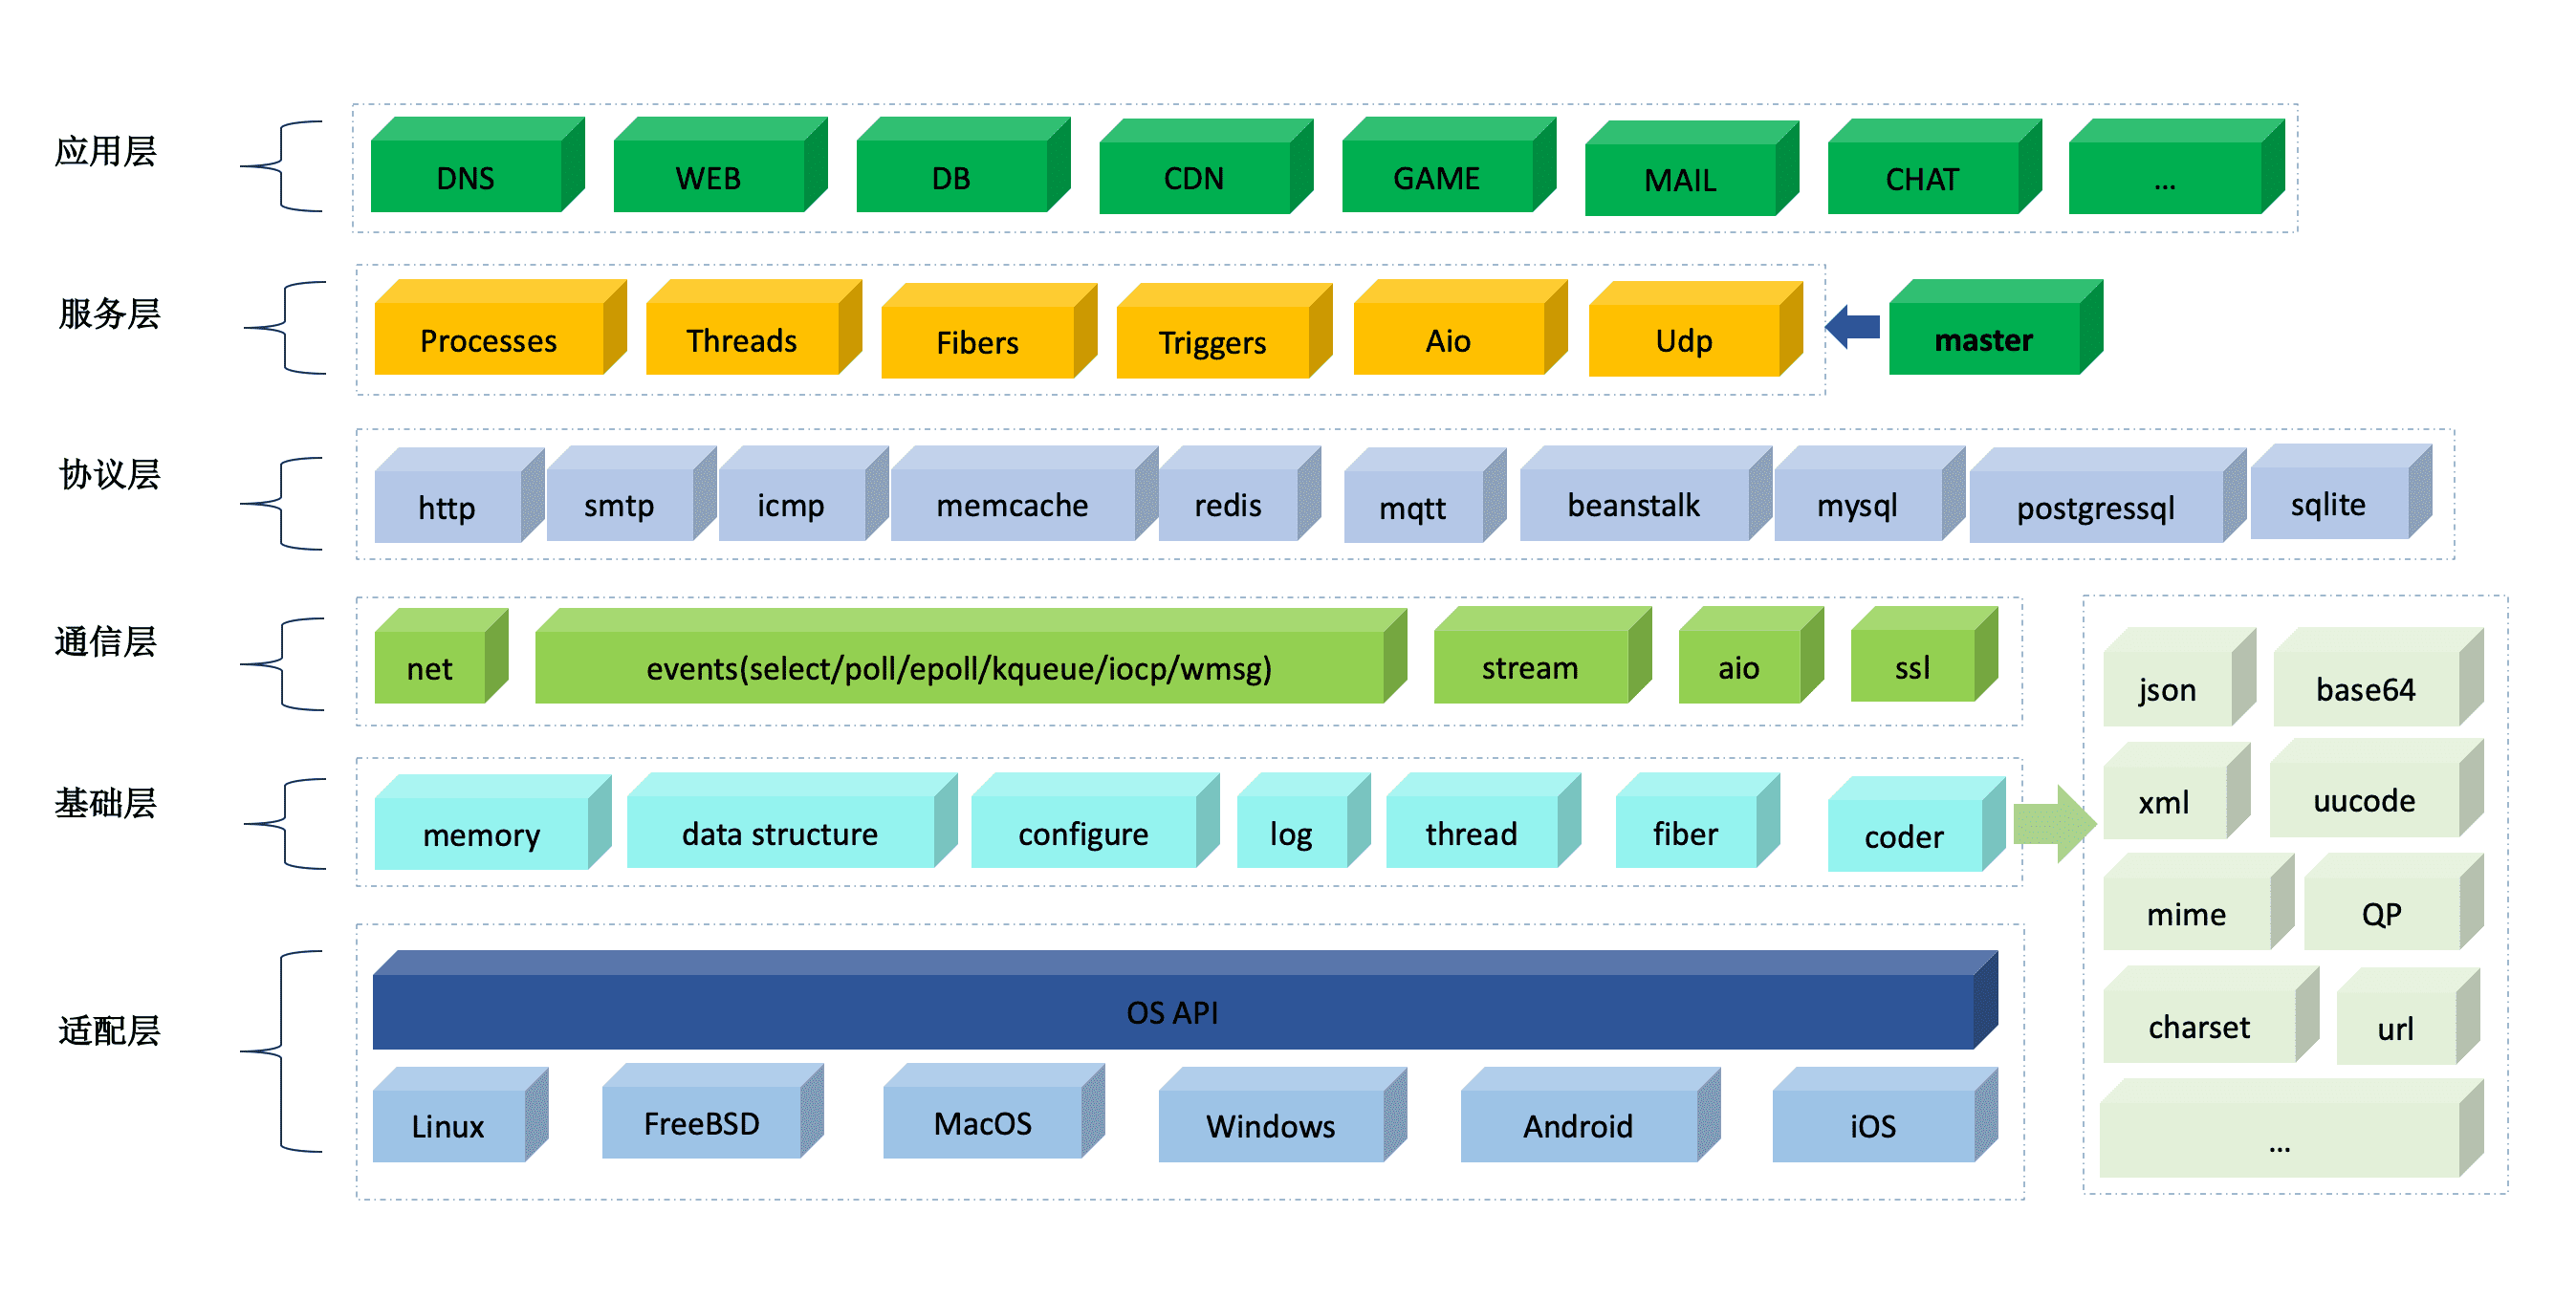 应用层
DNS
WEB
DB
CDN
GAME
MAIL
CHAT
...
服务层
Processes
Threads
Fibers
Triggers
Aio
Udp
master
协议层
http
smtp
icmp
memcache
redis
mqtt
beanstalk
mysql
postgressql
sqlite
通信层
net
events(select/poll/epoll/kqueue/iocp/wmsg)
stream
aio
ssl
基础层
memory
data structure
configure
log
thread
fiber
coder
适配层
OS API
Linux
FreeBSD
MacOS
Windows
Android
iOS
json
base64
xml
uucode
mime
QP
charset
url
...